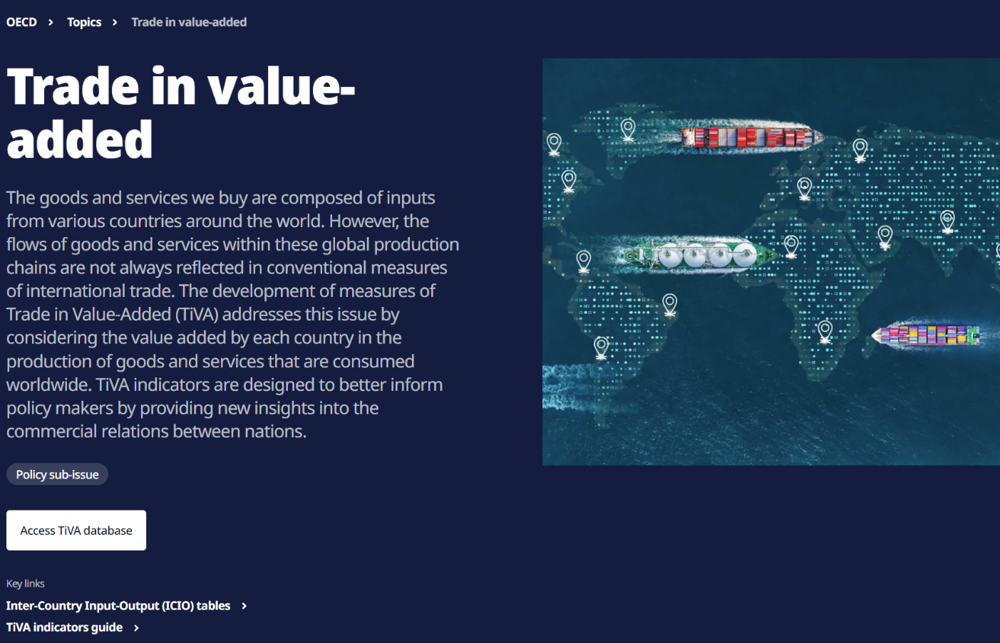 OECD > Topics > Trade in value-added
Trade in value-
added
The goods and services we buy are composed of inputs
from various countries around the world. However, the
flows of goods and services within these global production
chains are not always reflected in conventional measures
of international trade. The development of measures of
Trade in Value-Added (TiVA) addresses this issue by
considering the value added by each country in the
production of goods and services that are consumed
worldwide. TiVA indicators are designed to better inform
policy makers by providing new insights into the
commercial relations between nations.
Policy sub-issue
Access TiVA database
Key links
Inter-Country Input-Output (ICIO) tables >
TiVA indicators guide >